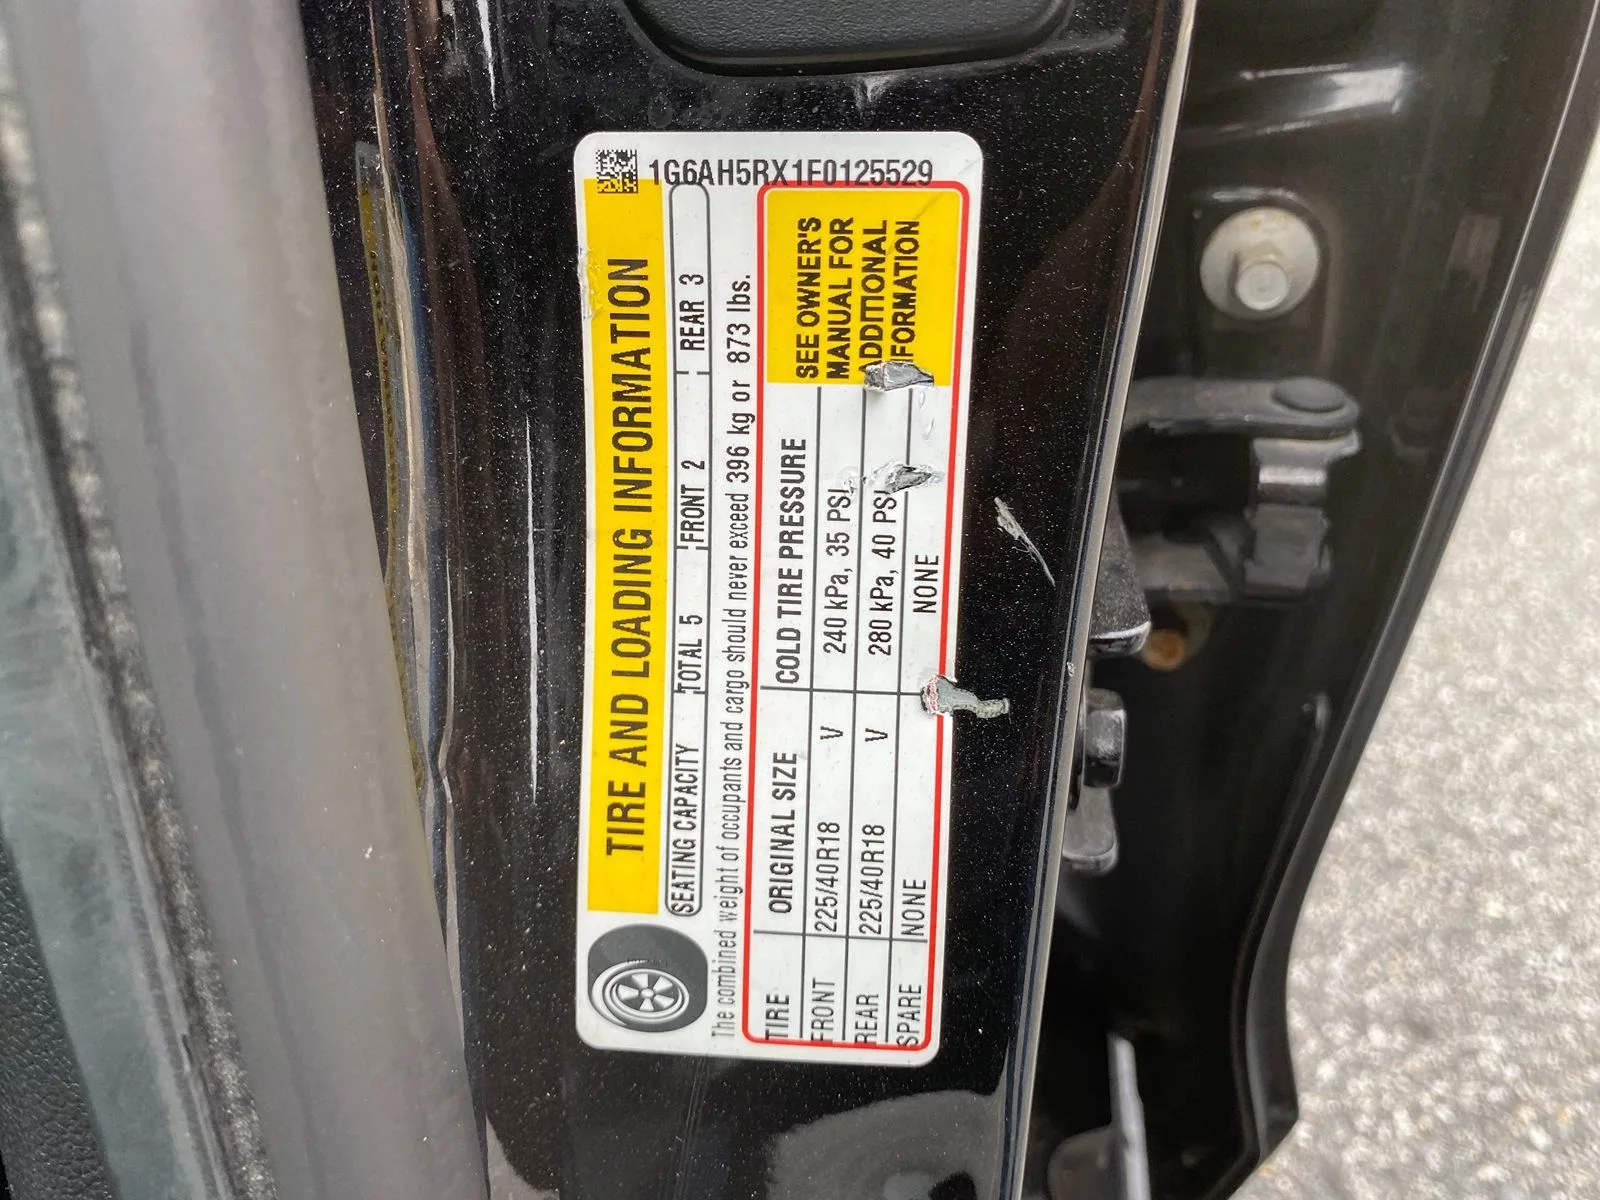 1G6AH5RX1F0125529
TIRE AND LOADING INFORMATION
SEATING CAPACITY TOTAL 5 FRONT 2 REAR 3
The combined weight of occupants and cargo should never exceed 396 kg or 873 lbs.
TIRE ORIGINAL SIZE COLD TIRE PRESSURE
FRONT 225/40R18 V 240 kPa, 35 PSI
REAR 225/40R18 V 280 kPa, 40 PSI
SPARE NONE NONE
SEE OWNER'S
MANUAL FOR
ADDITIONAL
INFORMATION